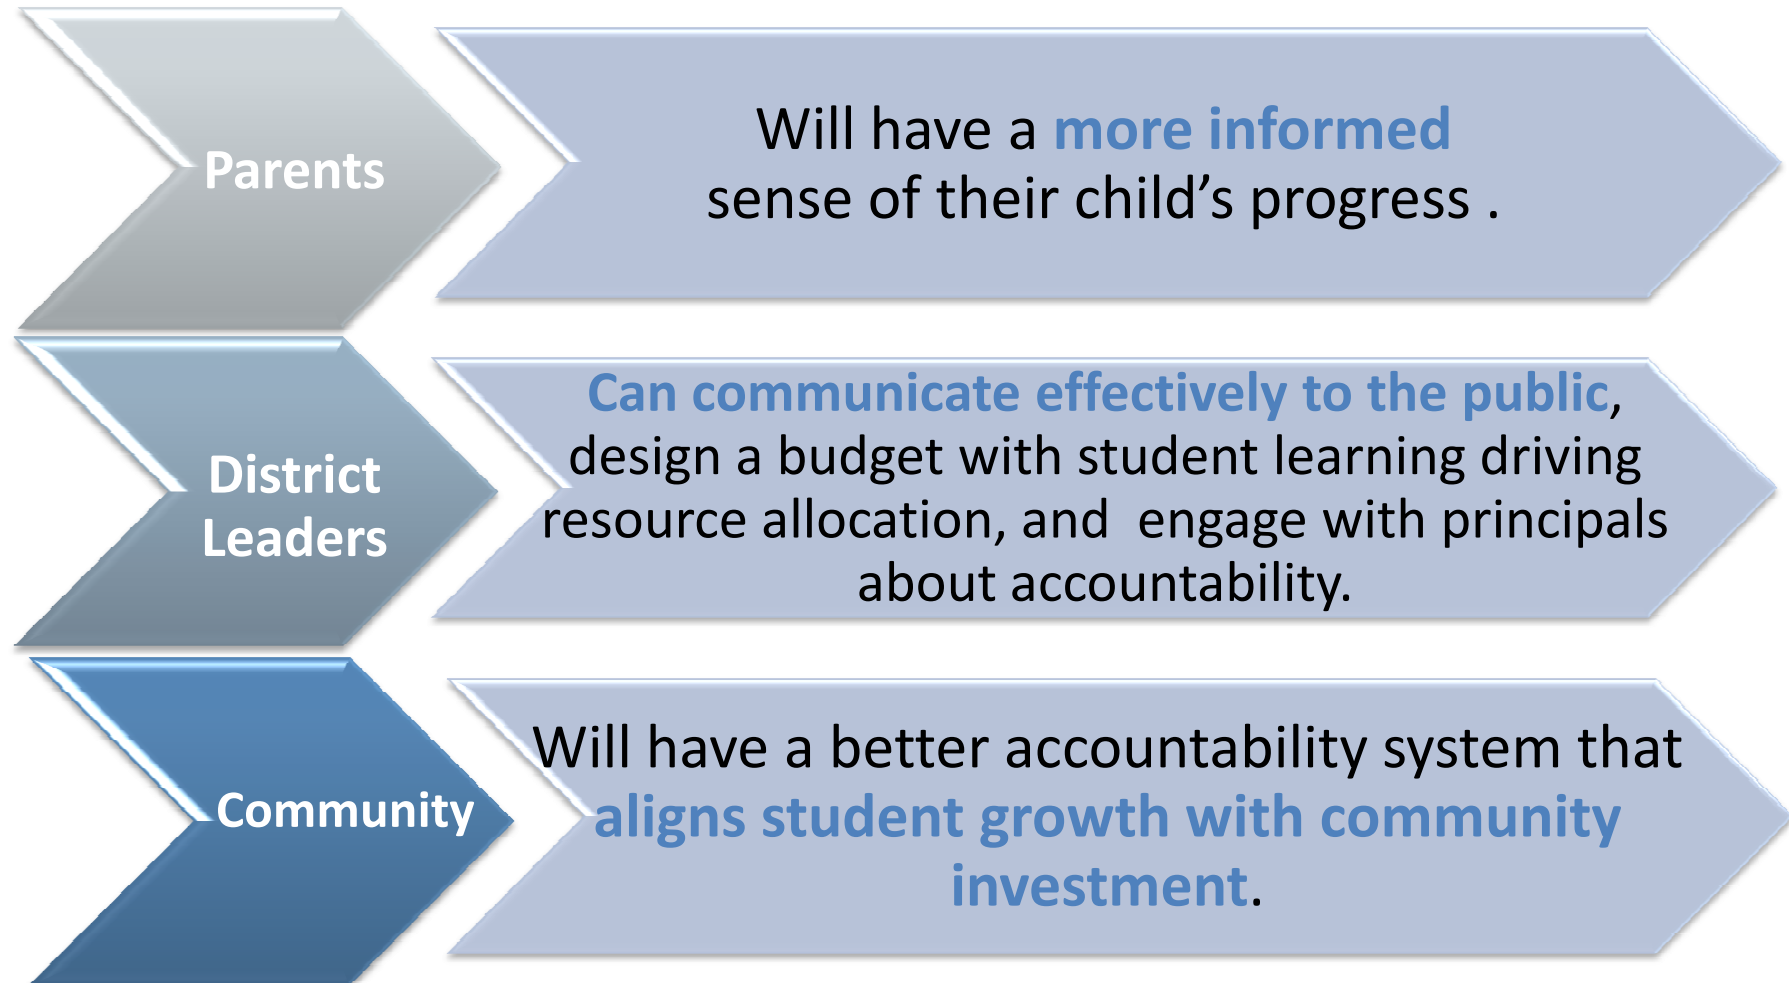 Parents
Will have a more informed
sense of their child’s progress .
District
Leaders
Can communicate effectively to the public,
design a budget with student learning driving
resource allocation, and  engage with principals
about accountability.
Community
Will have a better accountability system that
aligns student growth with community
investment.